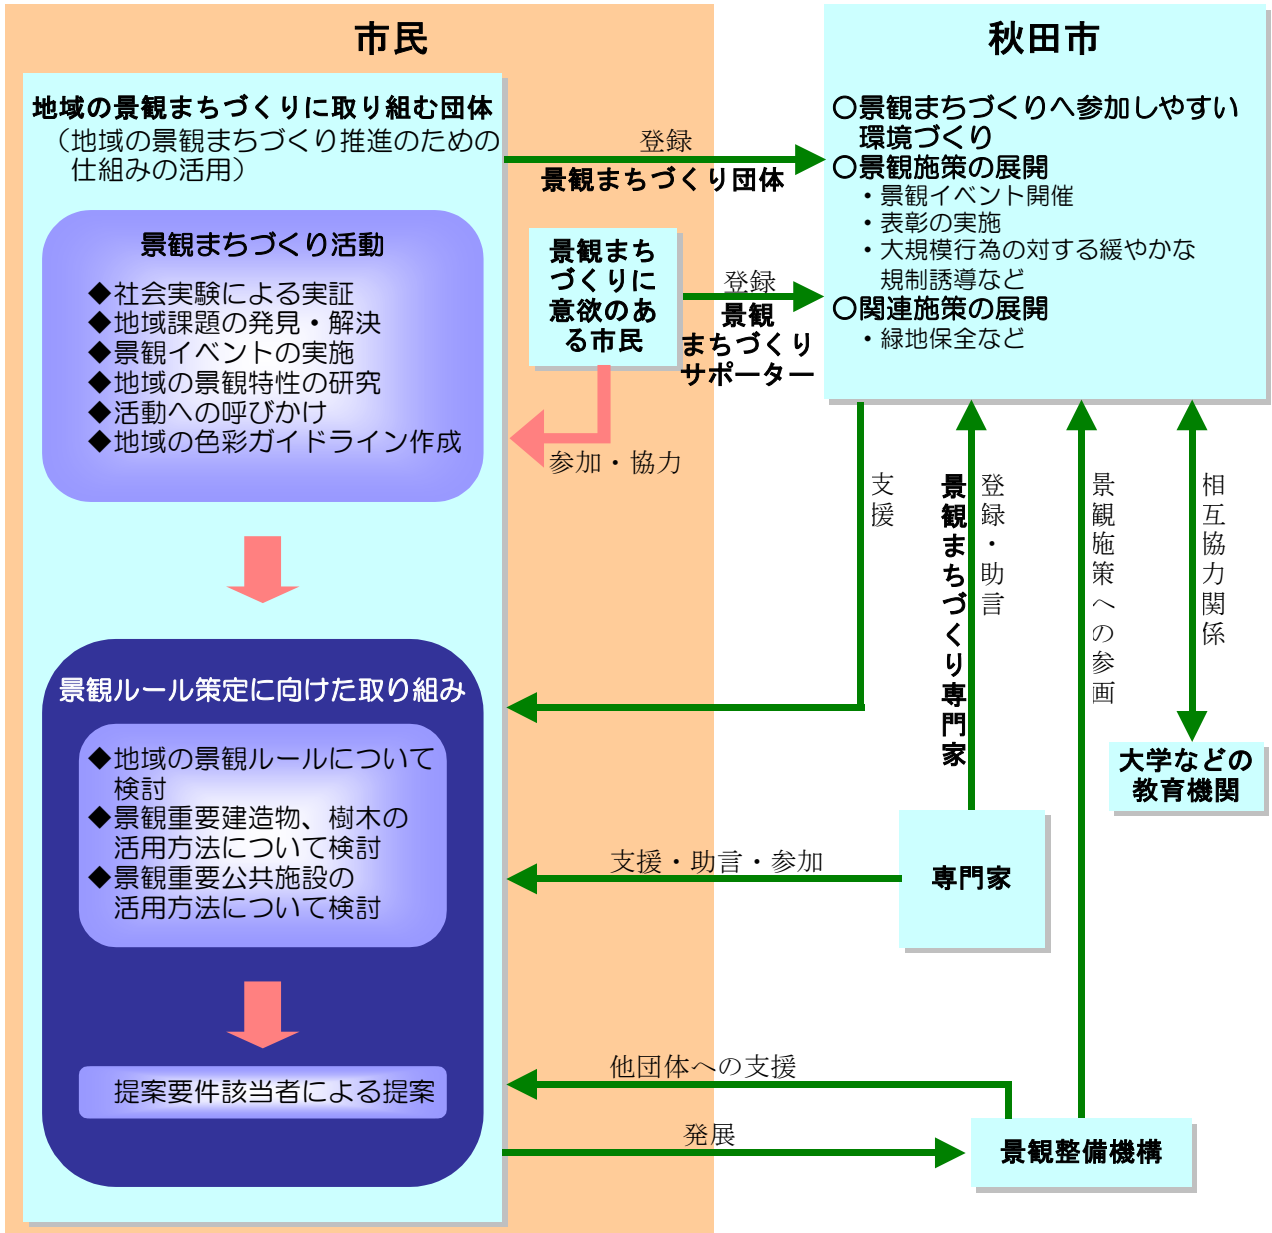 市民
地域の景観まちづくりに取り組む団体
（地域の景観まちづくり推進のための
仕組みの活用）
景観まちづくり活動
◆社会実験による実証
◆地域課題の発見・解決
◆景観イベントの実施
◆地域の景観特性の研究
◆活動への呼びかけ
◆地域の色彩ガイドライン作成
景観ルール策定に向けた取り組み
◆地域の景観ルールについて
検討
◆景観重要建造物、樹木の
活用方法について検討
◆景観重要公共施設の
活用方法について検討
提案要件該当者による提案
登録
景観まちづくり団体
景観まち
づくりに
意欲のあ
る市民
登録
景観
まちづくり
サポーター
参加・協力
秋田市
○景観まちづくりへ参加しやすい
環境づくり
○景観施策の展開
・景観イベント開催
・表彰の実施
・大規模行為の対する緩やかな
規制誘導など
○関連施策の展開
・緑地保全など
支援
景観まちづくり専門家
登録・助言
景観施策への参画
相互協力関係
大学などの
教育機関
支援・助言・参加
専門家
他団体への支援
発展
景観整備機構